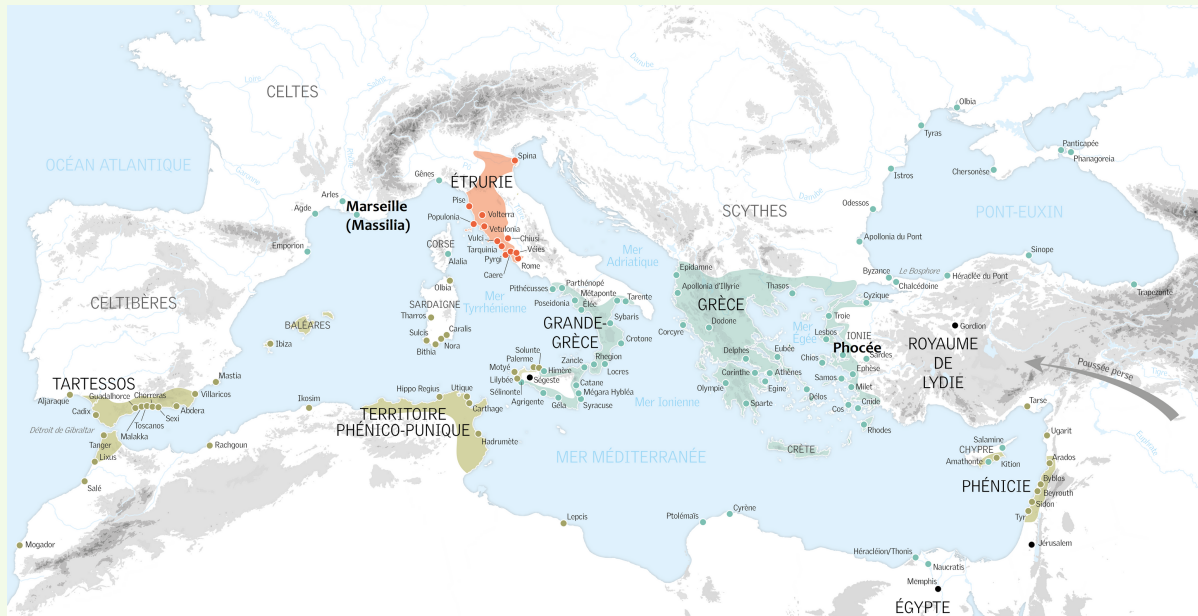 CELTES
OCÉAN ATLANTIQUE
Loire
Danube
Olbia
Tyras
Panticapée
Phanagoreia
Chersonèse
Istros
Spina
Gênes
ÉTRURIE
Arles
Agde
Marseille
(Massilia)
Pise
Volterra
Populonia
Vetulonia
Vulci
Chiusi
Tarquinia
Véies
Pyrgi
Caere
Rome
SCYTHES
Danube
Odessos
PONT-EUXIN
Apollonia du Pont
Sinope
Emporion
CORSE
Alalia
Mer
Adriatique
Epidanne
Byzance
Le Bosphore
Héraclée du Pont
Chalcédoine
Trapezonte
CELTIBÈRES
Olbia
SARDAIGNE
Tharros
Mer
Tyrrhénienne
Pithécusses
Parthénopé
Métaponte
Poseidonia
Élée
Tarente
Sybaris
Apollonia d'Illyrie
Thasos
GRÈCE
Cyzique
Troie
BALÉARES
Ibiza
Sulcis
Caralis
Nora
Bithia
GRANDE-
GRÈCE
Crotone
Corcyre
Dodone
Mer
Égée
Lesbos
IONIE
Phocée
Gordion
ROYAUME
DE
LYDIE
Poussée perse
Solunte
Palerme
Motyé
Himère
Lilybée
Ségeste
Zancle
Rhegion
Locres
Delphes
Eubée
Chios
Sardes
Athènes
Corinthe
Ephèse
TARTESSOS
Mastia
Aljaraque
Guadalhorce
Chorreras
Villaricos
Cadix
Abdera
Sexi
Toscanos
Malakka
Détroit de Gibraltar
Tanger
Lixus
Hippo Regius
Utique
Ikosim
Carthage
TERRITOIRE
PHÉNICO-PUNIQUE
Hadrumète
Sélinonte
Agrigente
Géla
Catane
Mégara Hybléa
Syracuse
Mer Ionienne
Olympie
Egine
Samos
Milet
Délos
Sparte
Cos
Cnide
Rhodes
Tarse
Rachgoun
Salé
MER MÉDITERRANÉE
CRÈTE
Ugarit
Euphrate
Salamine
CHYPRE
Amathonte
Kition
Arados
Byblos
PHÉNICIE
Beyrouth
Sidon
Tyr
Mogador
Lepcis
Ptolémaïs
Cyrène
Jérusalem
Héracléion/Thonis
Naucratis
Memphis
ÉGYPTE